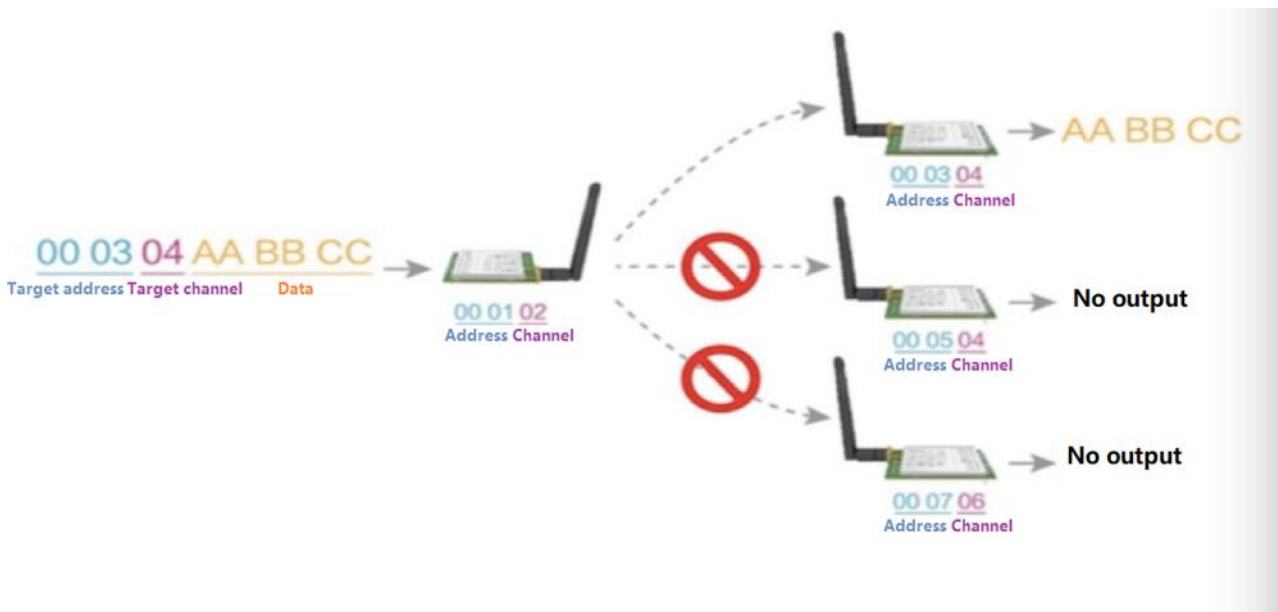 00 03 04 AA BB CC
Target address Target channel Data
00 01 02
Address Channel
AA BB CC
00 03 04
Address Channel
No output
00 05 04
Address Channel
No output
00 07 06
Address Channel